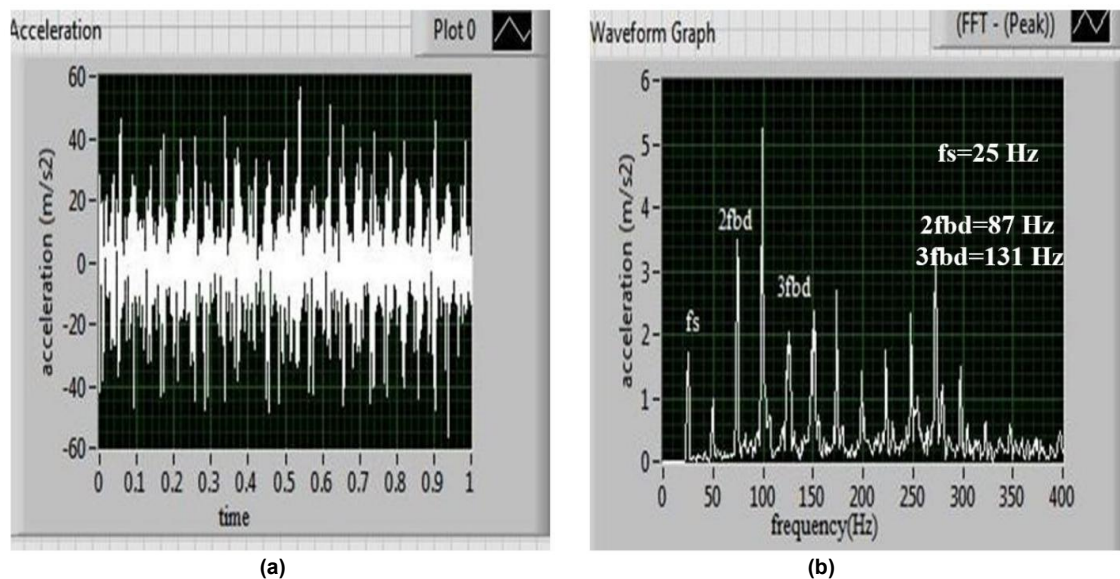 Acceleration
Plot 0
60
40
20
0
-20
-40
-60
acceleration (m/s2)
0 0.1 0.2 0.3 0.4 0.5 0.6 0.7 0.8 0.9 1
time
(a)
Waveform Graph
(FFT - (Peak))
6
5
4
3
2
1
0
acceleration (m/s2)
fs=25 Hz
2fbd=87 Hz
3fbd=131 Hz
2fbd
3fbd
fs
0 50 100 150 200 250 300 350 400
frequency(Hz)
(b)